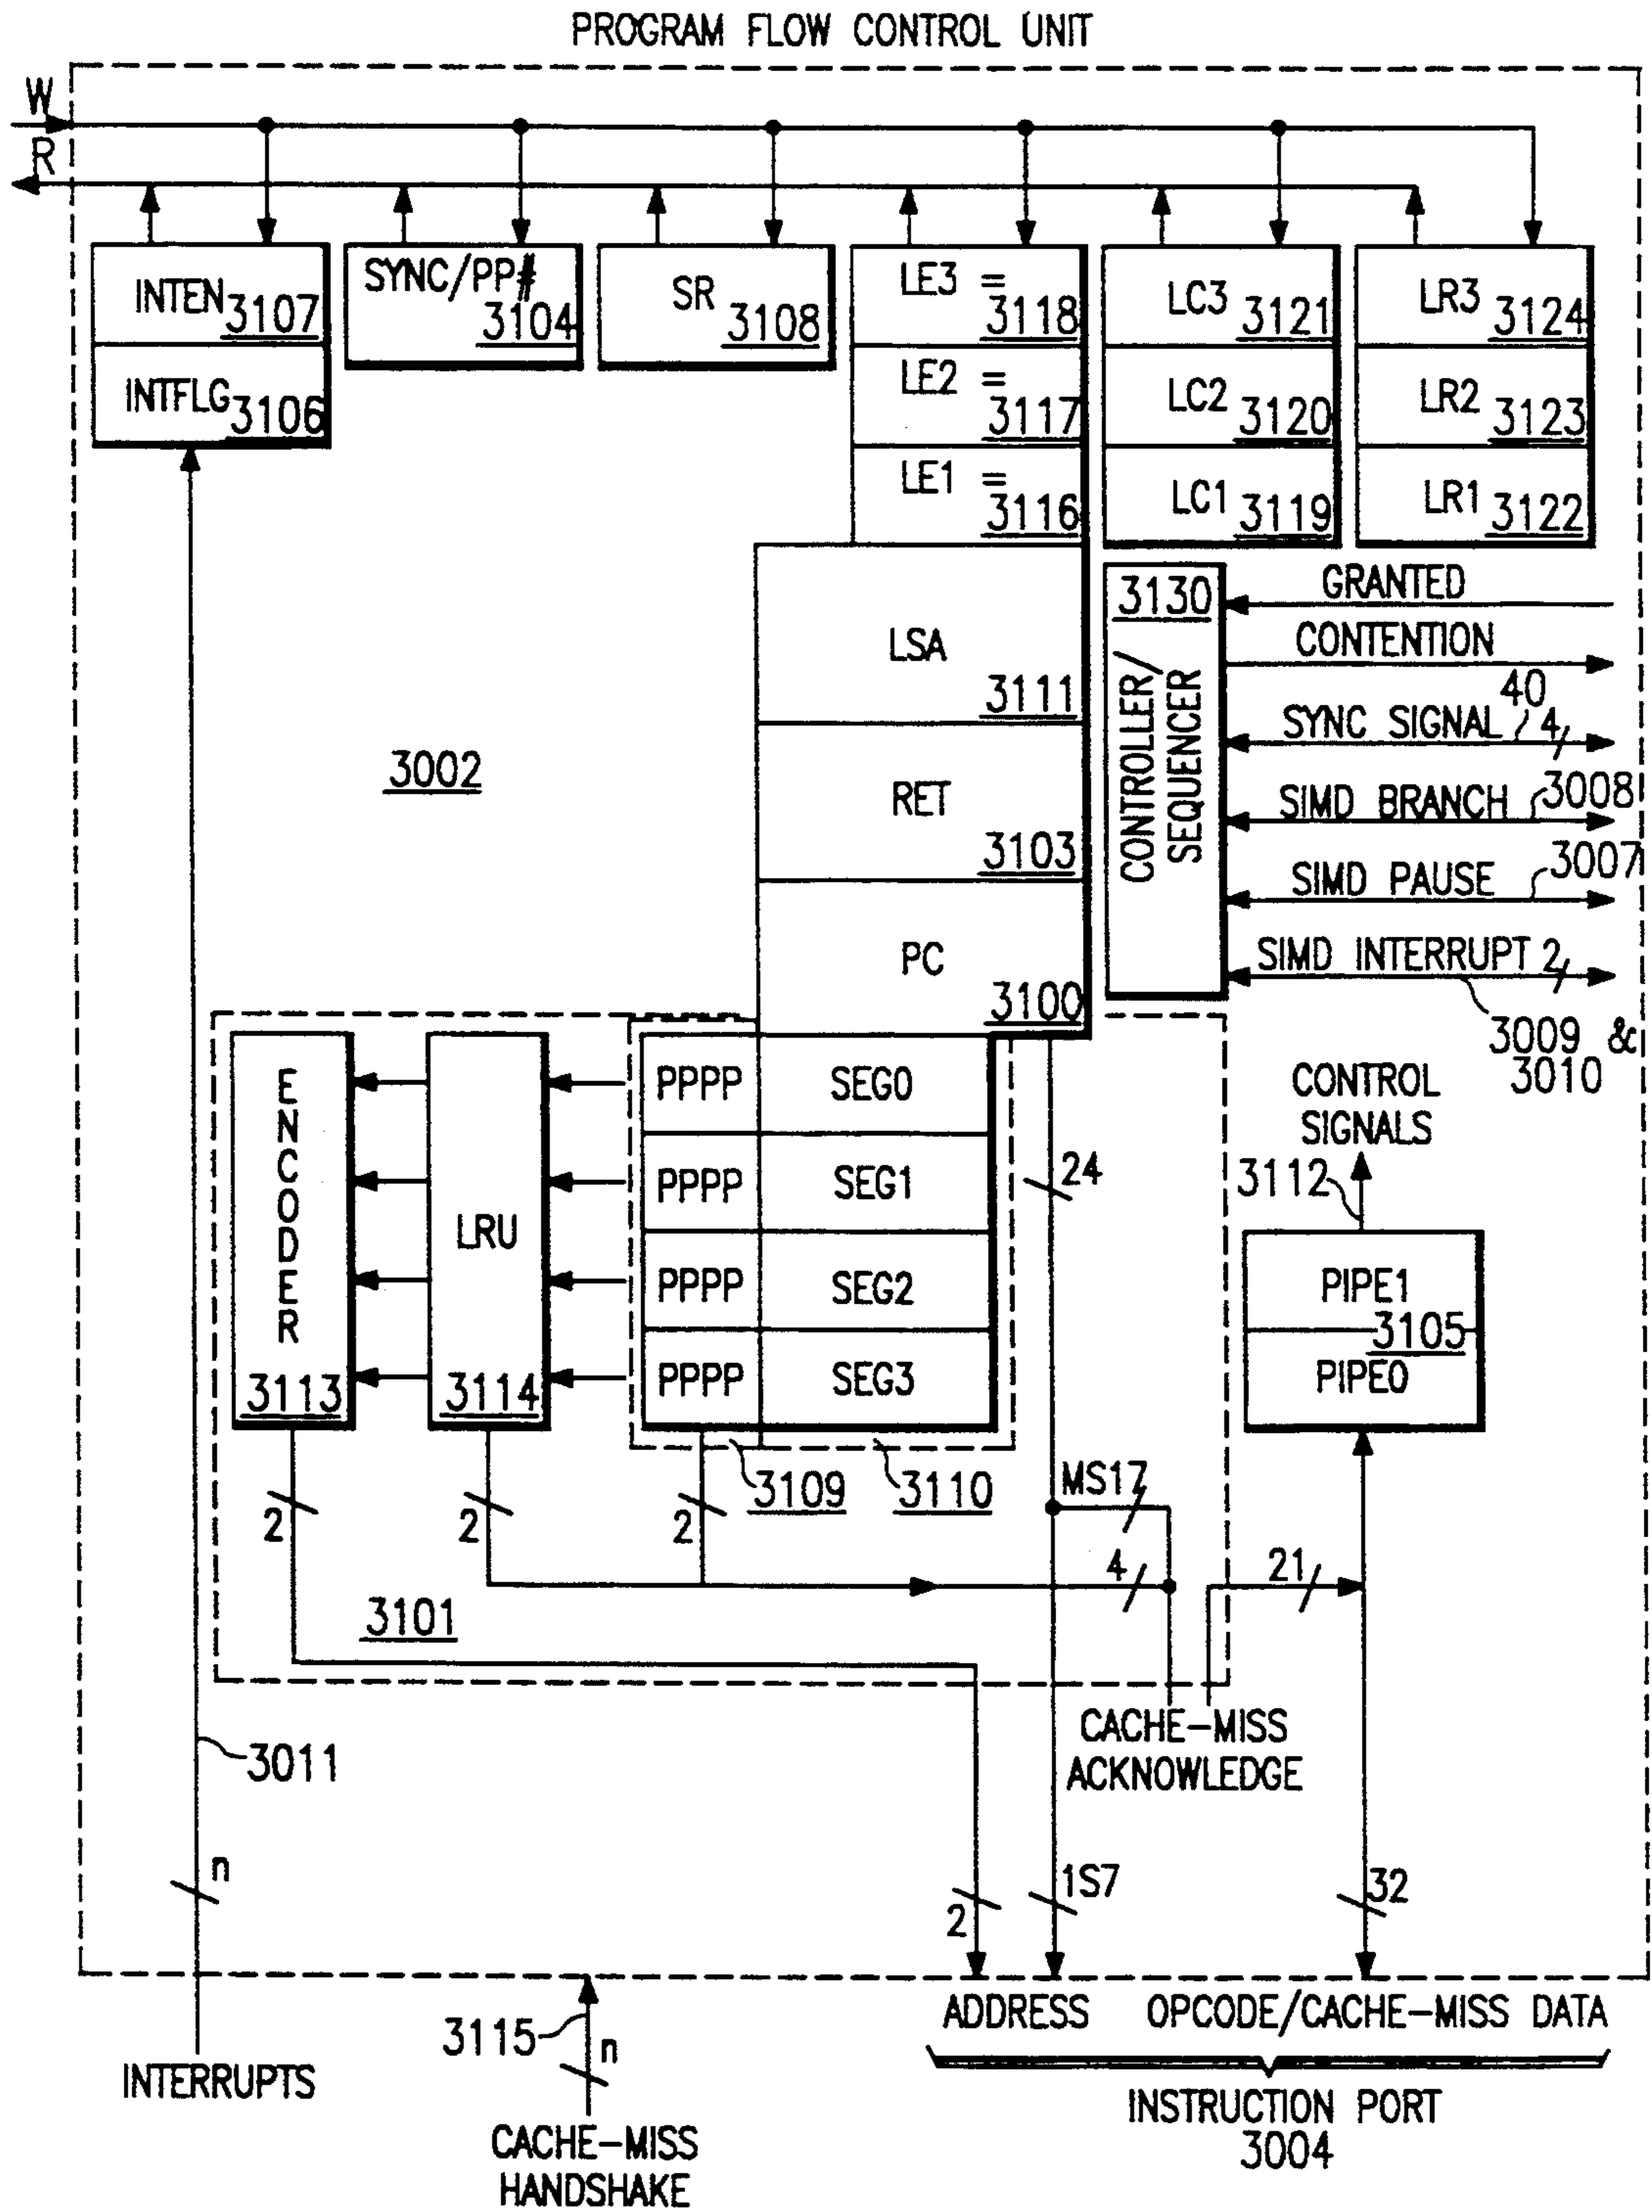 PROGRAM FLOW CONTROL UNIT
W
R
INTEN 3107
INTFLG 3106
SYNC/PP# 3104
SR 3108
LE3 = 3118
LE2 = 3117
LE1 = 3116
LC3 3121
LC2 3120
LC1 3119
LR3 3124
LR2 3123
LR1 3122
LSA 3111
RET 3103
PC 3100
3002
3130
CONTROLLER/
SEQUENCER
GRANTED
CONTENTION
40
SYNC SIGNAL 4
SIMD BRANCH 3008
SIMD PAUSE 3007
SIMD INTERRUPT 2
3009 &
3010
CONTROL
SIGNALS
3112
PIPE1
3105
PIPE0
ENCODER
3113
LRU
3114
PPPP SEG0
PPPP SEG1
PPPP SEG2
PPPP SEG3
3109
3110
24
2
2
2
MS17
4
21
3101
CACHE-MISS
ACKNOWLEDGE
3011
n
2
1S7
32
ADDRESS
OPCODE/CACHE-MISS DATA
INSTRUCTION PORT
3004
3115
n
INTERRUPTS
CACHE-MISS
HANDSHAKE